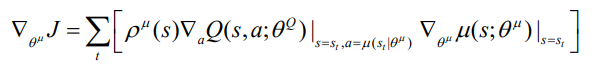 ∇_{θ^μ} J = ∑_t [ρ^μ(s)∇_a Q(s,a;θ^Q)|_{s=s_t,a=μ(s_t|θ^μ)} ∇_{θ^μ} μ(s;θ^μ)|_{s=s_t}]